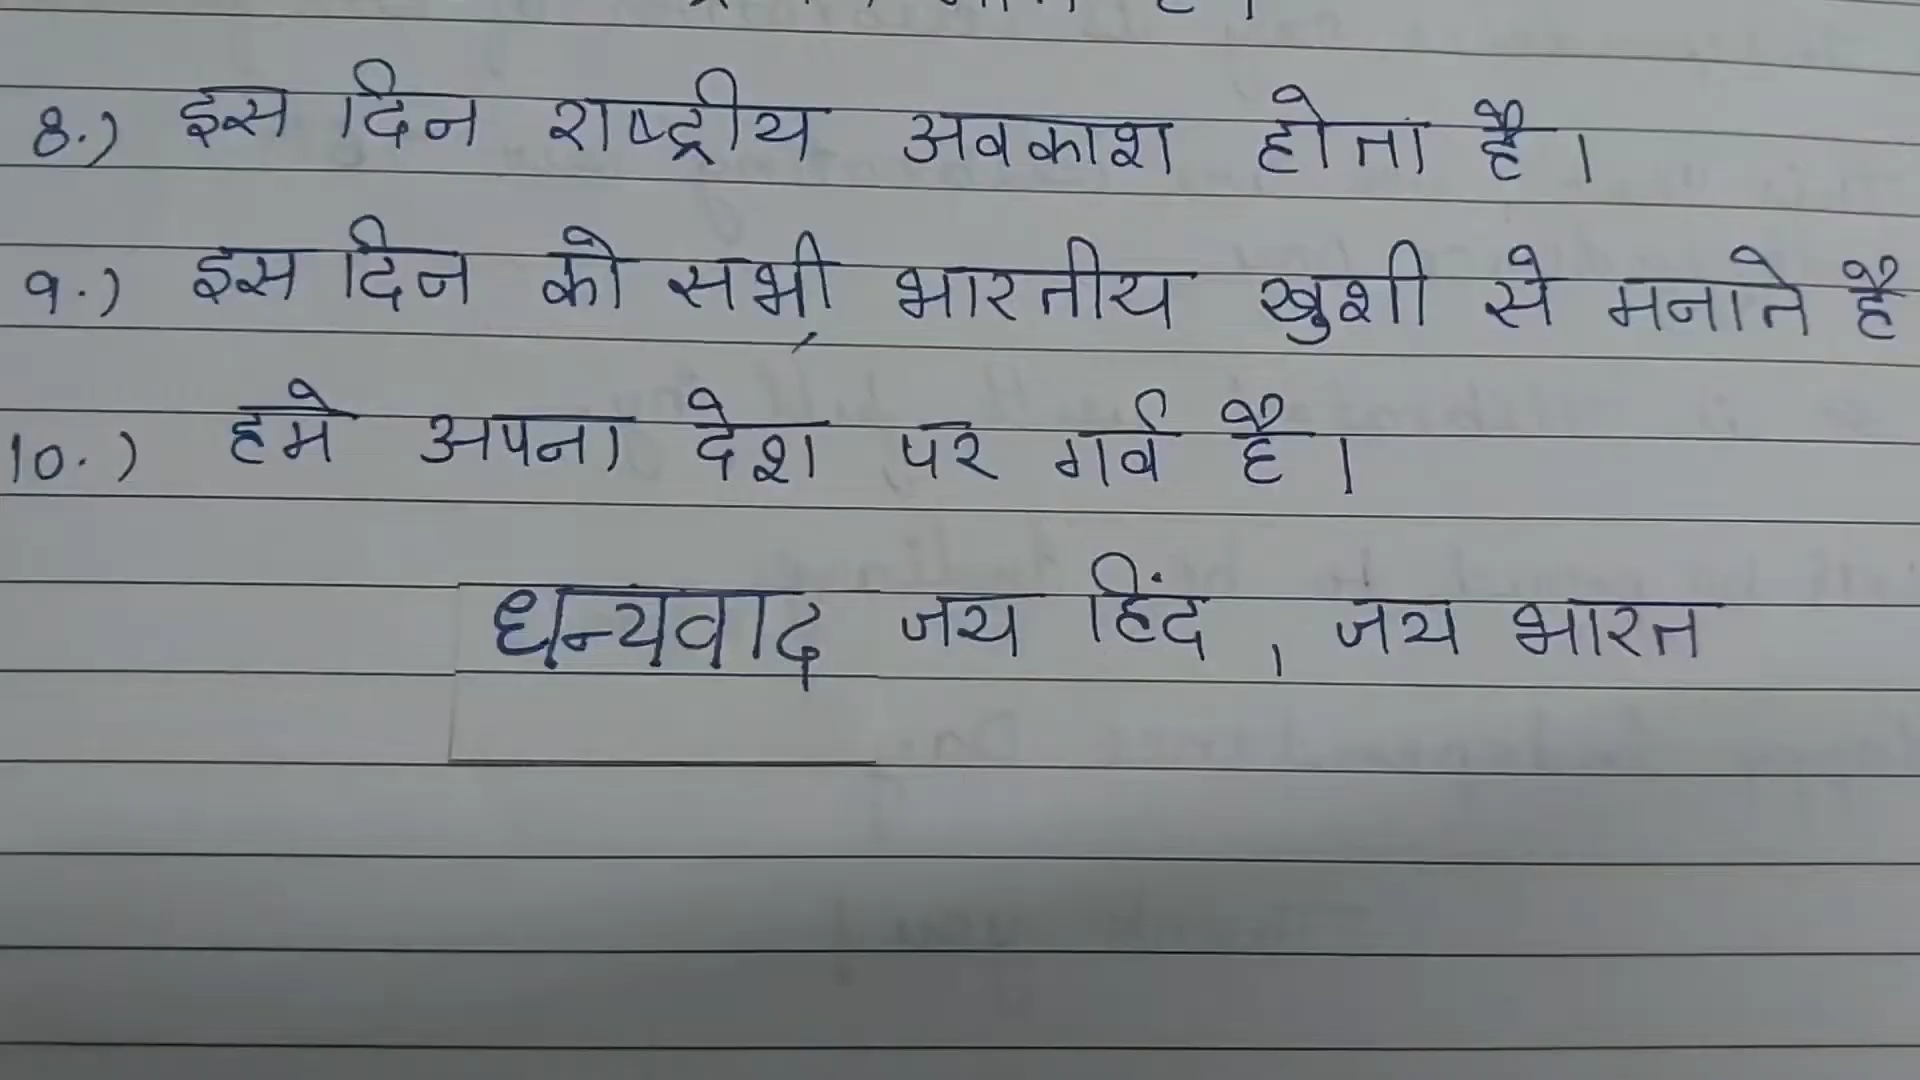 8.) इस दिन राष्ट्रीय अवकाश होता है।
9.) इस दिन को सभी भारतीय खुशी से मनाते है
10.) हमे अपना देश पर गर्व है।
धन्यवाद जय हिंद, जय भारत